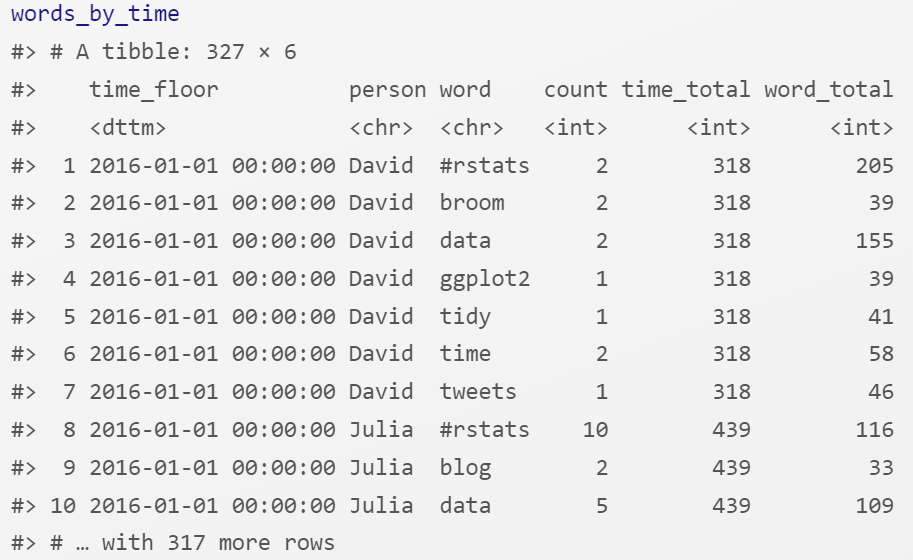 words_by_time
#> # A tibble: 327 × 6
#>    time_floor          person word     count time_total word_total
#>    <dttm>              <chr>  <chr>    <int>      <int>      <int>
#>  1 2016-01-01 00:00:00 David  #rstats      2        318        205
#>  2 2016-01-01 00:00:00 David  broom        2        318         39
#>  3 2016-01-01 00:00:00 David  data         2        318        155
#>  4 2016-01-01 00:00:00 David  ggplot2      1        318         39
#>  5 2016-01-01 00:00:00 David  tidy         1        318         41
#>  6 2016-01-01 00:00:00 David  time         2        318         58
#>  7 2016-01-01 00:00:00 David  tweets       1        318         46
#>  8 2016-01-01 00:00:00 Julia  #rstats     10        439        116
#>  9 2016-01-01 00:00:00 Julia  blog         2        439         33
#> 10 2016-01-01 00:00:00 Julia  data         5        439        109
#> # … with 317 more rows